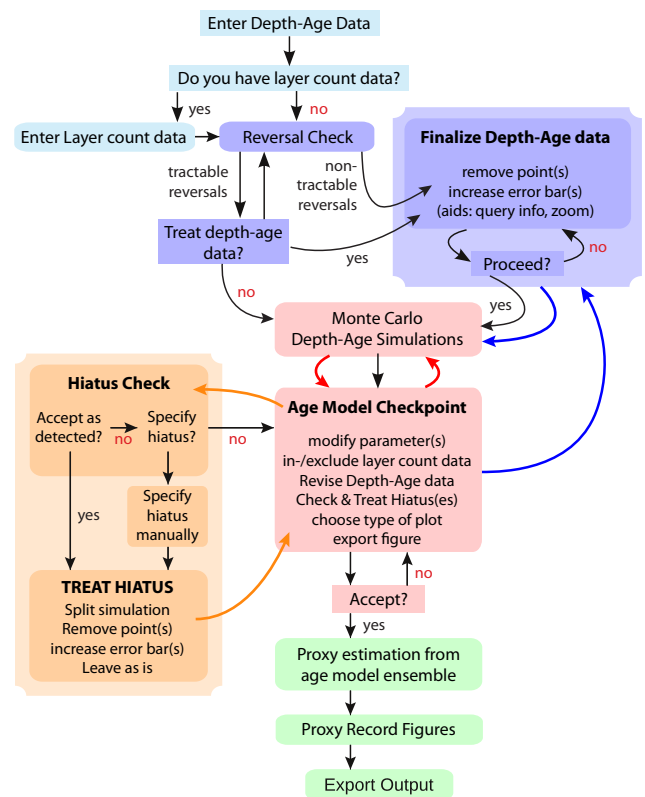 Enter Depth-Age Data
Do you have layer count data?
yes
no
Enter Layer count data
Reversal Check
Finalize Depth-Age data
remove point(s)
increase error bar(s)
(aids: query info, zoom)
tractable
reversals
non-
tractable
reversals
Treat depth-age
data?
yes
no
Proceed?
no
yes
Monte Carlo
Depth-Age Simulations
Hiatus Check
Accept as
detected?
no
Specify
hiatus?
no
Age Model Checkpoint
modify parameter(s)
in-/exclude layer count data
Revise Depth-Age data
Check & Treat Hiatus(es)
choose type of plot
export figure
yes
Specify
hiatus
manually
TREAT HIATUS
Split simulation
Remove point(s)
increase error bar(s)
Leave as is
no
Accept?
yes
Proxy estimation from
age model ensemble
Proxy Record Figures
Export Output